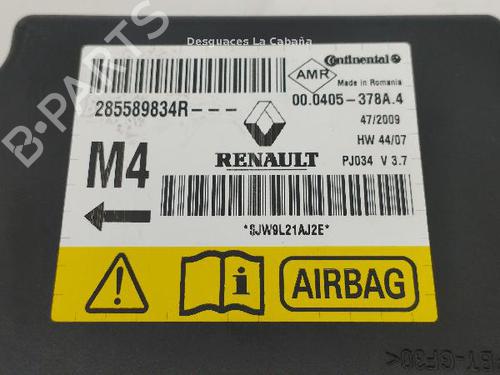 Desguaces La Cabaña
Continental
AMR
Made in Romania
285589834R---
00.0405-378A.4
47/2009
HW 44/07
M4
RENAULT
PJ034 V 3.7
*SJW9L21AJ2E*
i
AIRBAG
B-PARTS